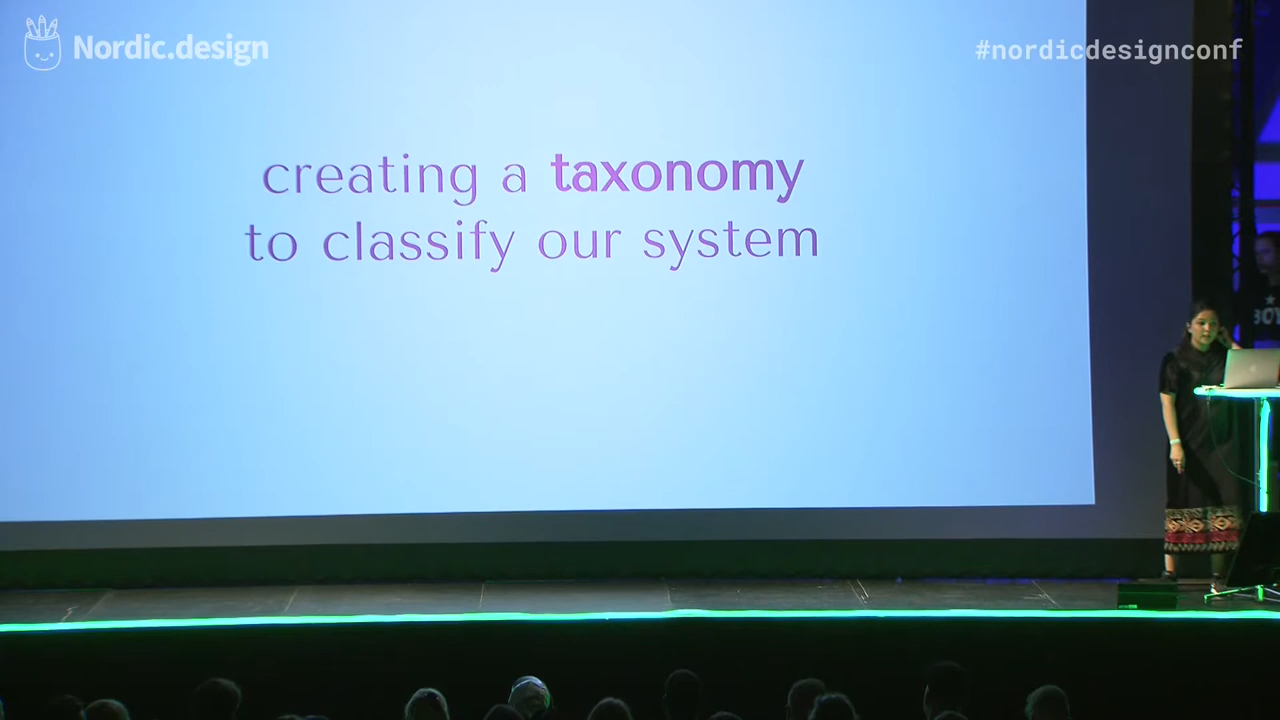 Nordic.design
#nordicdesignconf
creating a taxonomy
to classify our system